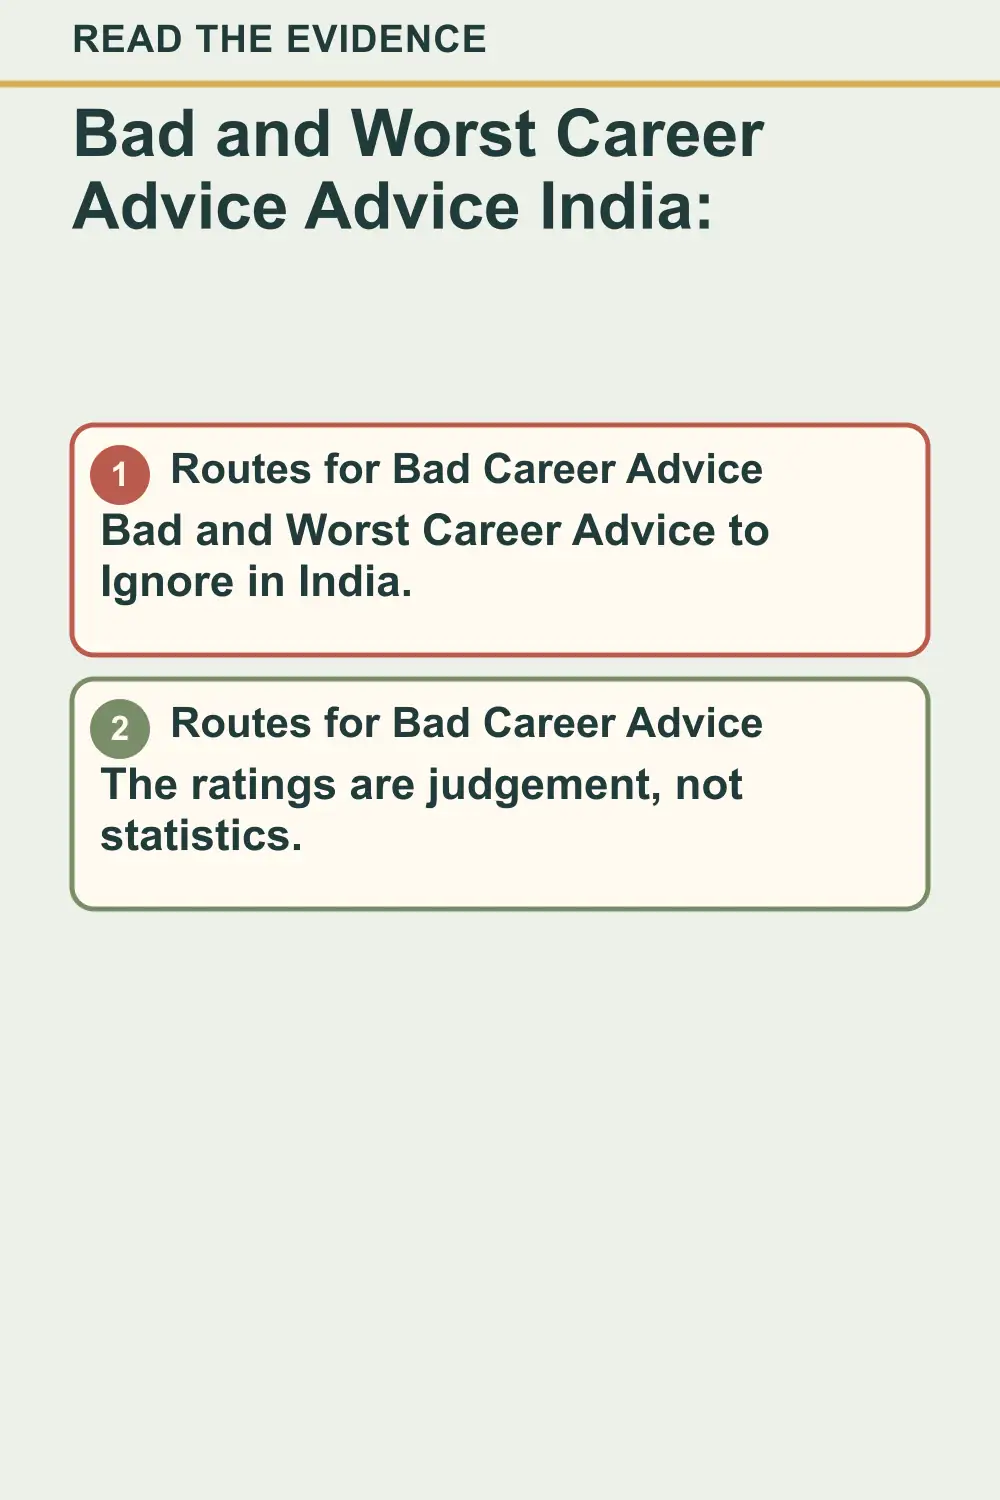 READ THE EVIDENCE
Bad and Worst Career
Advice Advice India:
1 Routes for Bad Career Advice
Bad and Worst Career Advice to
Ignore in India.
2 Routes for Bad Career Advice
The ratings are judgement, not
statistics.